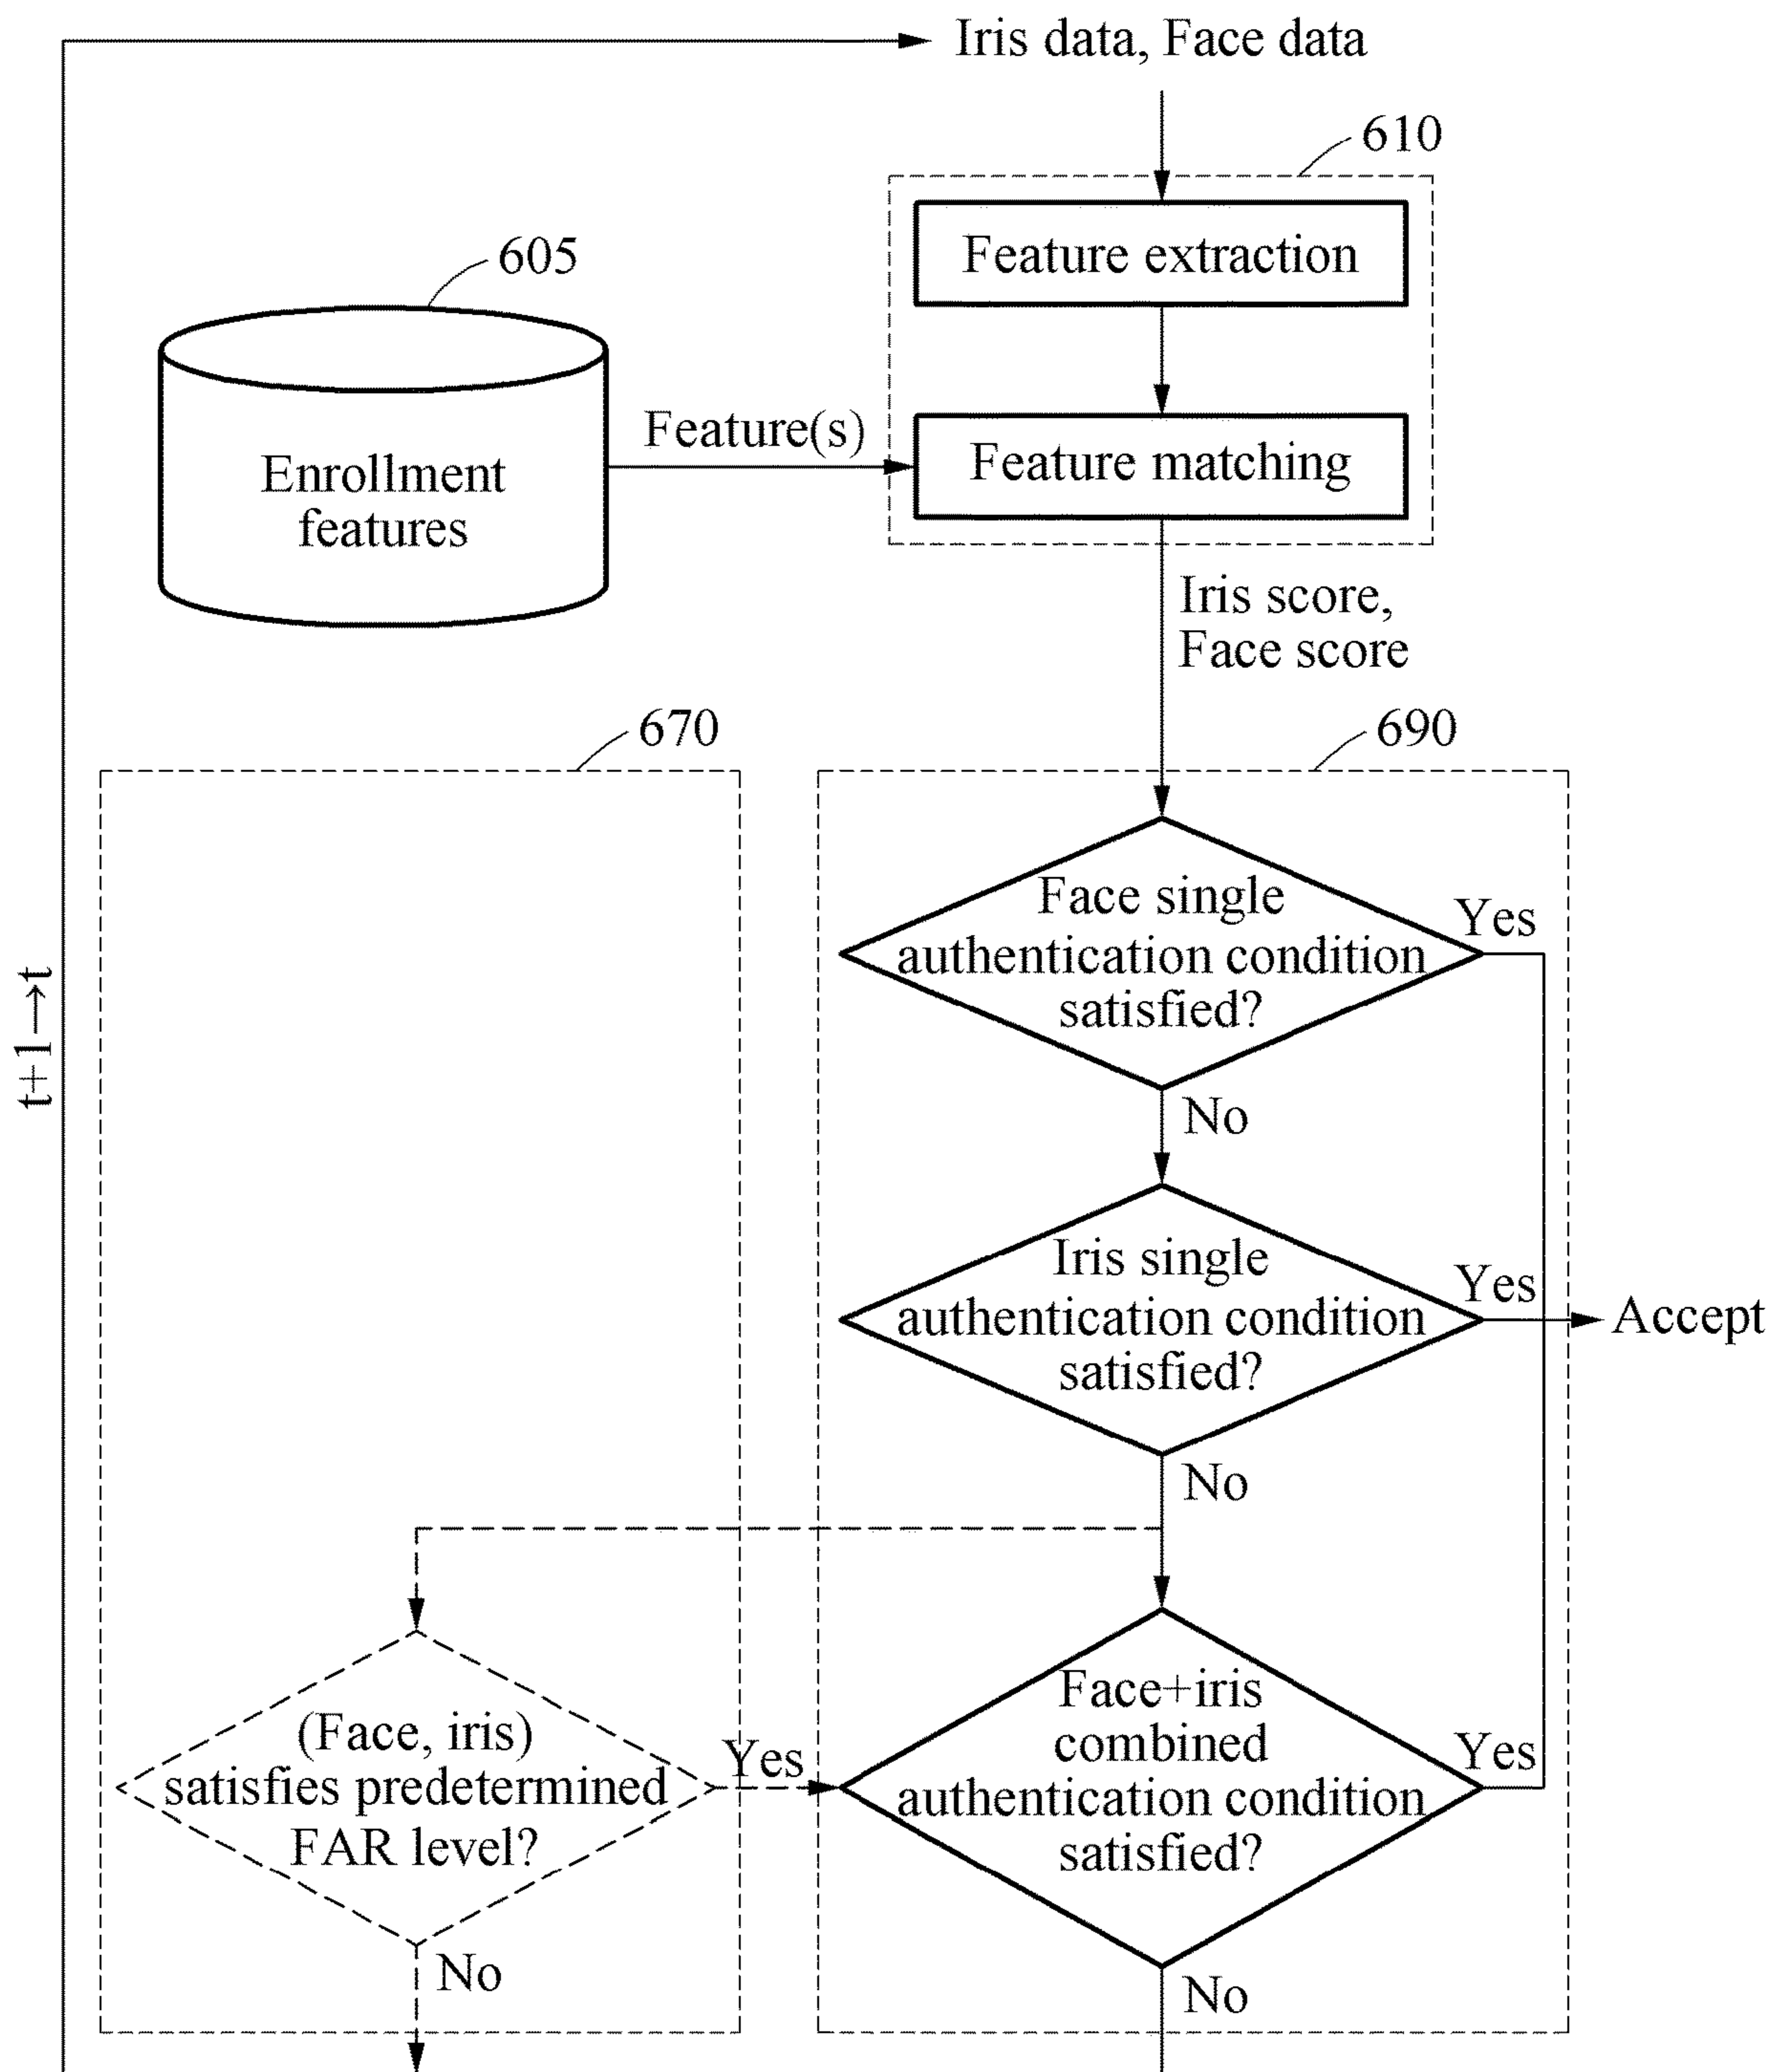 Iris data, Face data
610
Feature extraction
605
Feature(s)
Feature matching
Enrollment
features
Iris score,
Face score
670
690
Face single
authentication condition
satisfied?
Yes
No
t+1→t
Iris single
authentication condition
satisfied?
Yes
Accept
No
(Face, iris)
satisfies predetermined
FAR level?
Yes
No
Face+iris
combined
authentication condition
satisfied?
Yes
No